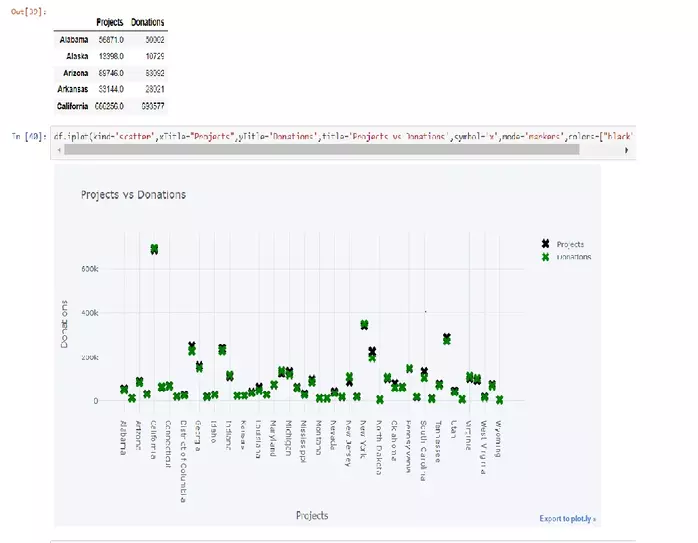 Out[39]:
Projects Donations
Alabama 56871.0 50002
Alaska 13398.0 10729
Arizona 89746.0 83092
Arkansas 33144.0 28021
California 690577
In [40]: df.iplot(kind='scatter',xTitle="Projects",yTitle='Donations',title='Projects vs Donations',symbol='x',mode='markers',colors=["black"
Projects vs Donations
Projects
Donations
600k
400k
200k
0
Donations
Alabama
Arizona
California
Connecticut
District of Columbia
Georgia
Idaho
Indiana
Kansas
Louisiana
Maryland
Michigan
Mississippi
Montana
Nevada
New Jersey
New York
North Dakota
Oklahoma
Pennsylvania
South Carolina
Tennessee
Utah
Virginia
West Virginia
Wyoming
Projects
Export to plot.ly »